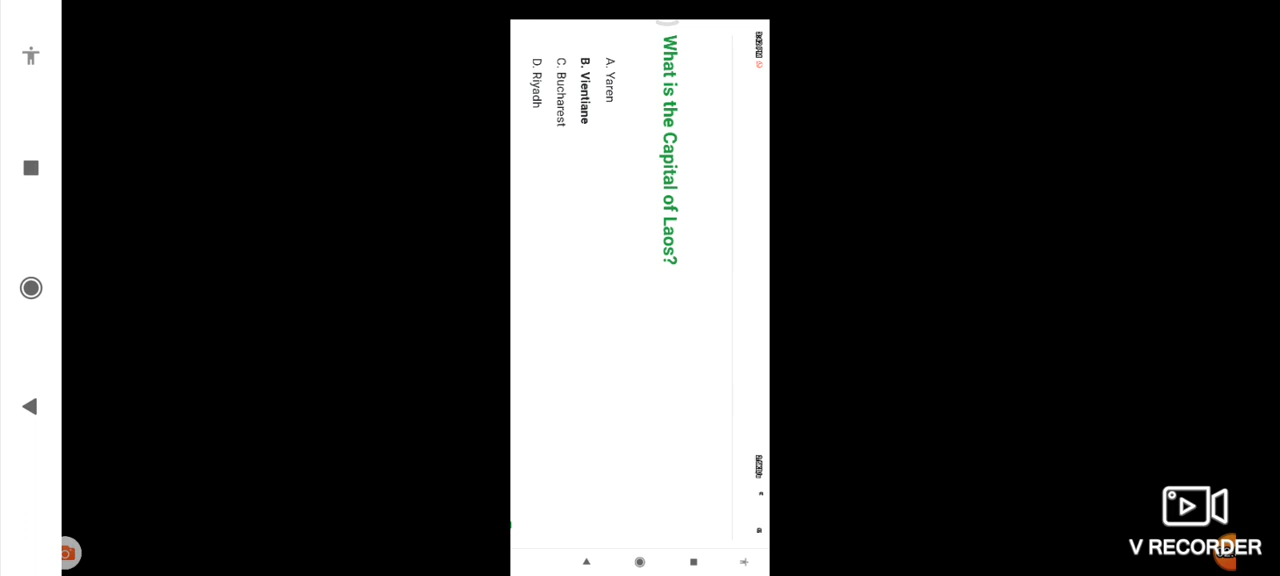 What is the Capital of Laos?
A. Yaren
B. Vientiane
C. Bucharest
D. Riyadh
V RECORDER